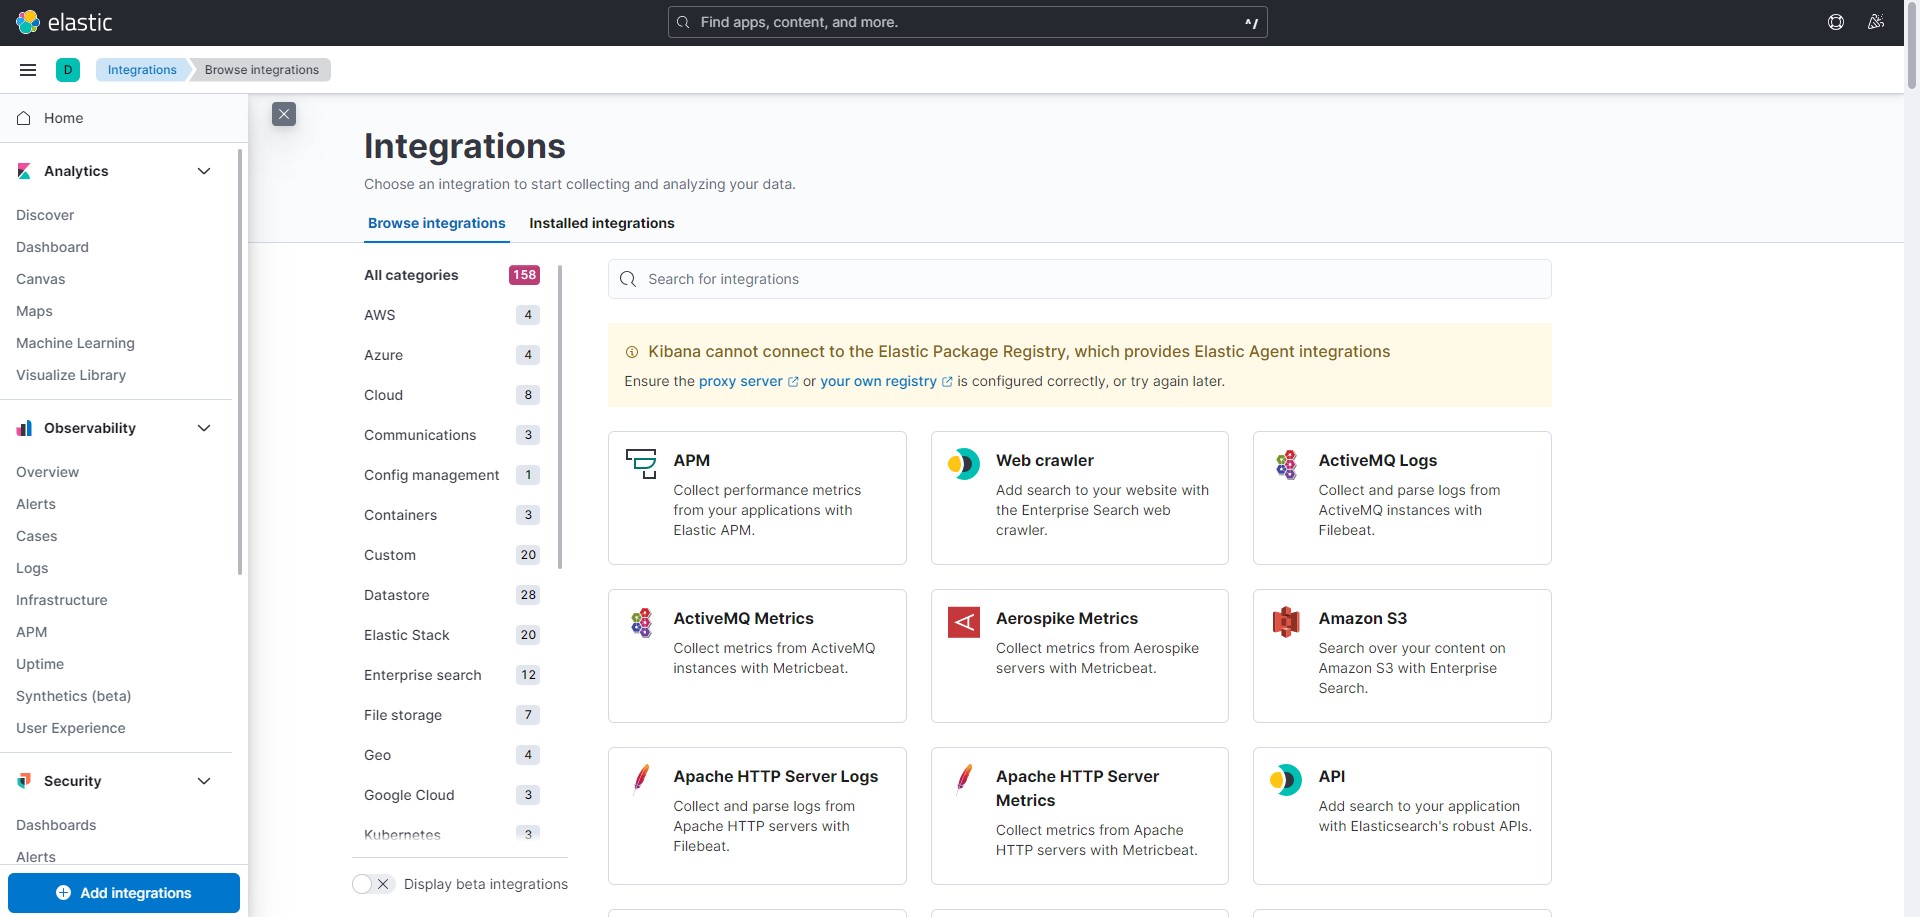 elastic
Find apps, content, and more.
^/
D
Integrations
Browse integrations
Home
Analytics
Discover
Dashboard
Canvas
Maps
Machine Learning
Visualize Library
Observability
Overview
Alerts
Cases
Logs
Infrastructure
APM
Uptime
Synthetics (beta)
User Experience
Security
Dashboards
Alerts
Add integrations
Integrations
Choose an integration to start collecting and analyzing your data.
Browse integrations
Installed integrations
All categories 158
AWS 4
Azure 4
Cloud 8
Communications 3
Config management 1
Containers 3
Custom 20
Datastore 28
Elastic Stack 20
Enterprise search 12
File storage 7
Geo 4
Google Cloud 3
Kubernetes 3
Display beta integrations
Search for integrations
Kibana cannot connect to the Elastic Package Registry, which provides Elastic Agent integrations
Ensure the proxy server or your own registry is configured correctly, or try again later.
APM
Collect performance metrics
from your applications with
Elastic APM.
Web crawler
Add search to your website with
the Enterprise Search web
crawler.
ActiveMQ Logs
Collect and parse logs from
ActiveMQ instances with
Filebeat.
ActiveMQ Metrics
Collect metrics from ActiveMQ
instances with Metricbeat.
Aerospike Metrics
Collect metrics from Aerospike
servers with Metricbeat.
Amazon S3
Search over your content on
Amazon S3 with Enterprise
Search.
Apache HTTP Server Logs
Collect and parse logs from
Apache HTTP servers with
Filebeat.
Apache HTTP Server
Metrics
Collect metrics from Apache
HTTP servers with Metricbeat.
API
Add search to your application
with Elasticsearch's robust APIs.